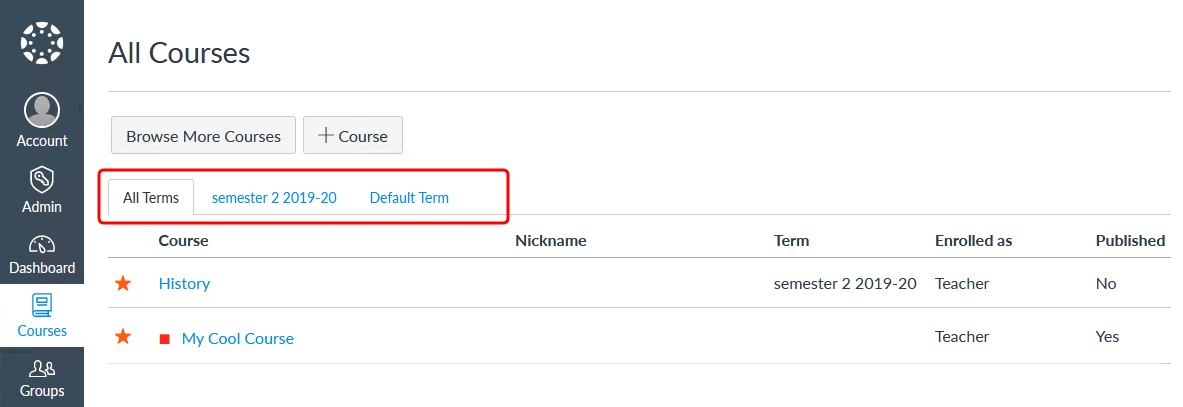 All Courses
Account
Browse More Courses
Course
Admin
All Terms semester 2 2019-20 Default Term
Course Nickname Term Enrolled as Published
Dashboard
History semester 2 2019-20 Teacher No
Courses
My Cool Course Teacher Yes
Groups